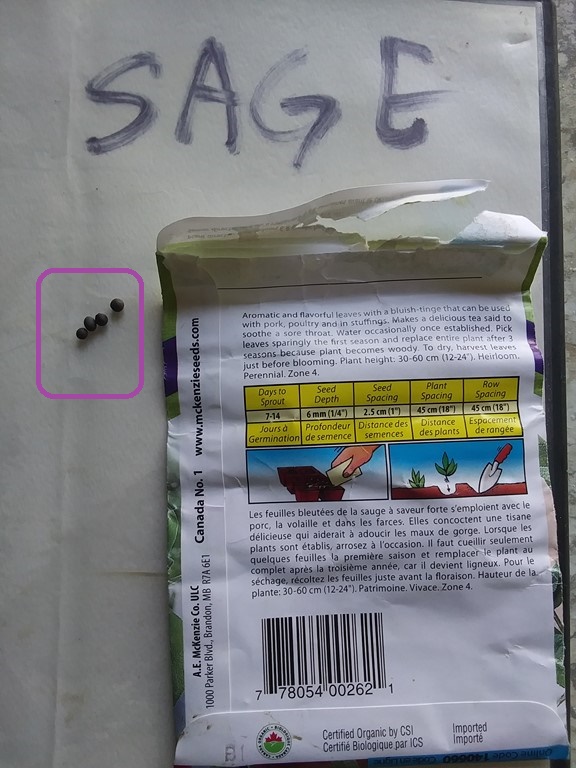 SAGE
Aromatic and flavorful leaves with a bluish-tinge that can be used
with pork, poultry and in stuffings. Makes a delicious tea said to
soothe a sore throat. Water occasionally once established. Pick
leaves sparingly the first season and replace entire plant after 3
seasons because plant becomes woody. To dry, harvest leaves
just before blooming. Plant height: 30-60 cm (12-24"). Heirloom.
Perennial. Zone 4.
Days to Sprout
Seed Depth
Seed Spacing
Plant Spacing
Row Spacing
7-14
6 mm (1/4")
2.5 cm (1")
45 cm (18")
45 cm (18")
Jours à Germination
Profondeur de semence
Distance des semences
Distance des plants
Espacement de rangée
Les feuilles bleutées de la sauge à saveur forte s'emploient avec le
porc, la volaille et dans les farces. Elles concoctent une tisane
délicieuse qui aiderait à adoucir les maux de gorge. Lorsque les
plants sont établis, arrosez à l'occasion. Il faut cueillir seulement
quelques feuilles la première saison et remplacer le plant au
complet après la troisième année, car il devient ligneux. Pour le
séchage, récoltez les feuilles juste avant la floraison. Hauteur de la
plante: 30-60 cm (12-24"). Patrimoine. Vivace. Zone 4.
A.E. McKenzie Co. ULC
1000 Parker Blvd., Brandon, MB R7A 6E1
Canada No. 1
www.mckenzieseeds.com
7 78054 00262 1
Certified Organic by CSI
Certifié Biologique par ICS
Imported
Importé